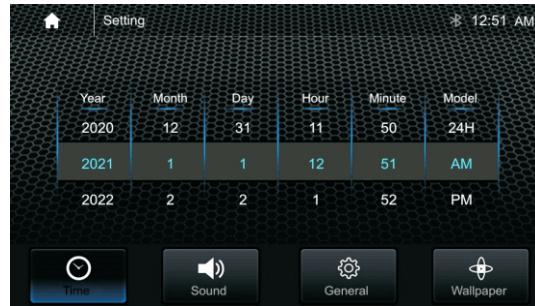 Setting 12:51 AM
Year Month Day Hour Minute Model
2020 12 31 11 50 24H
2021 1 1 12 51 AM
2022 2 2 1 52 PM
Time Sound General Wallpaper